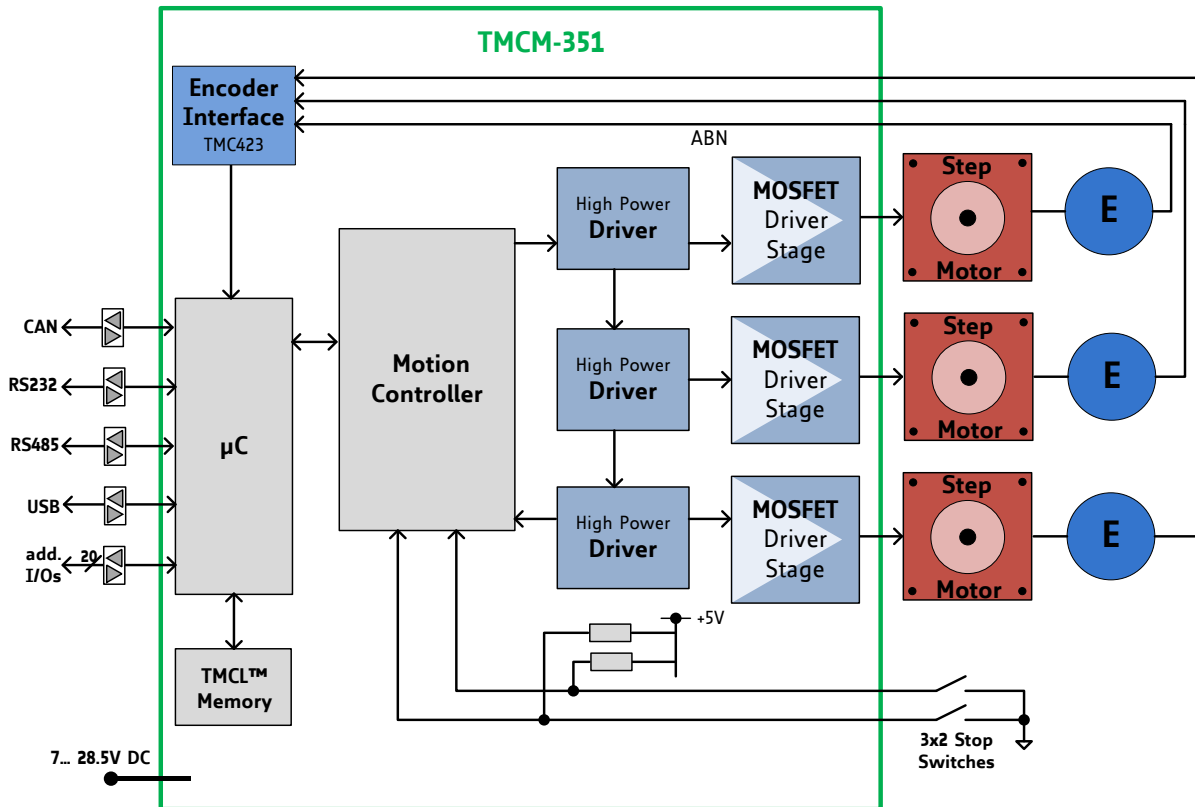 TMCM-351
Encoder
Interface
TMC423
ABN
High Power
Driver
MOSFET
Driver
Stage
Step
Motor
E
Motion
Controller
High Power
Driver
MOSFET
Driver
Stage
Step
Motor
E
High Power
Driver
MOSFET
Driver
Stage
Step
Motor
E
CAN
RS232
RS485
USB
add.
I/Os
20
µC
TMCL™
Memory
+5V
3x2 Stop
Switches
7... 28.5V DC